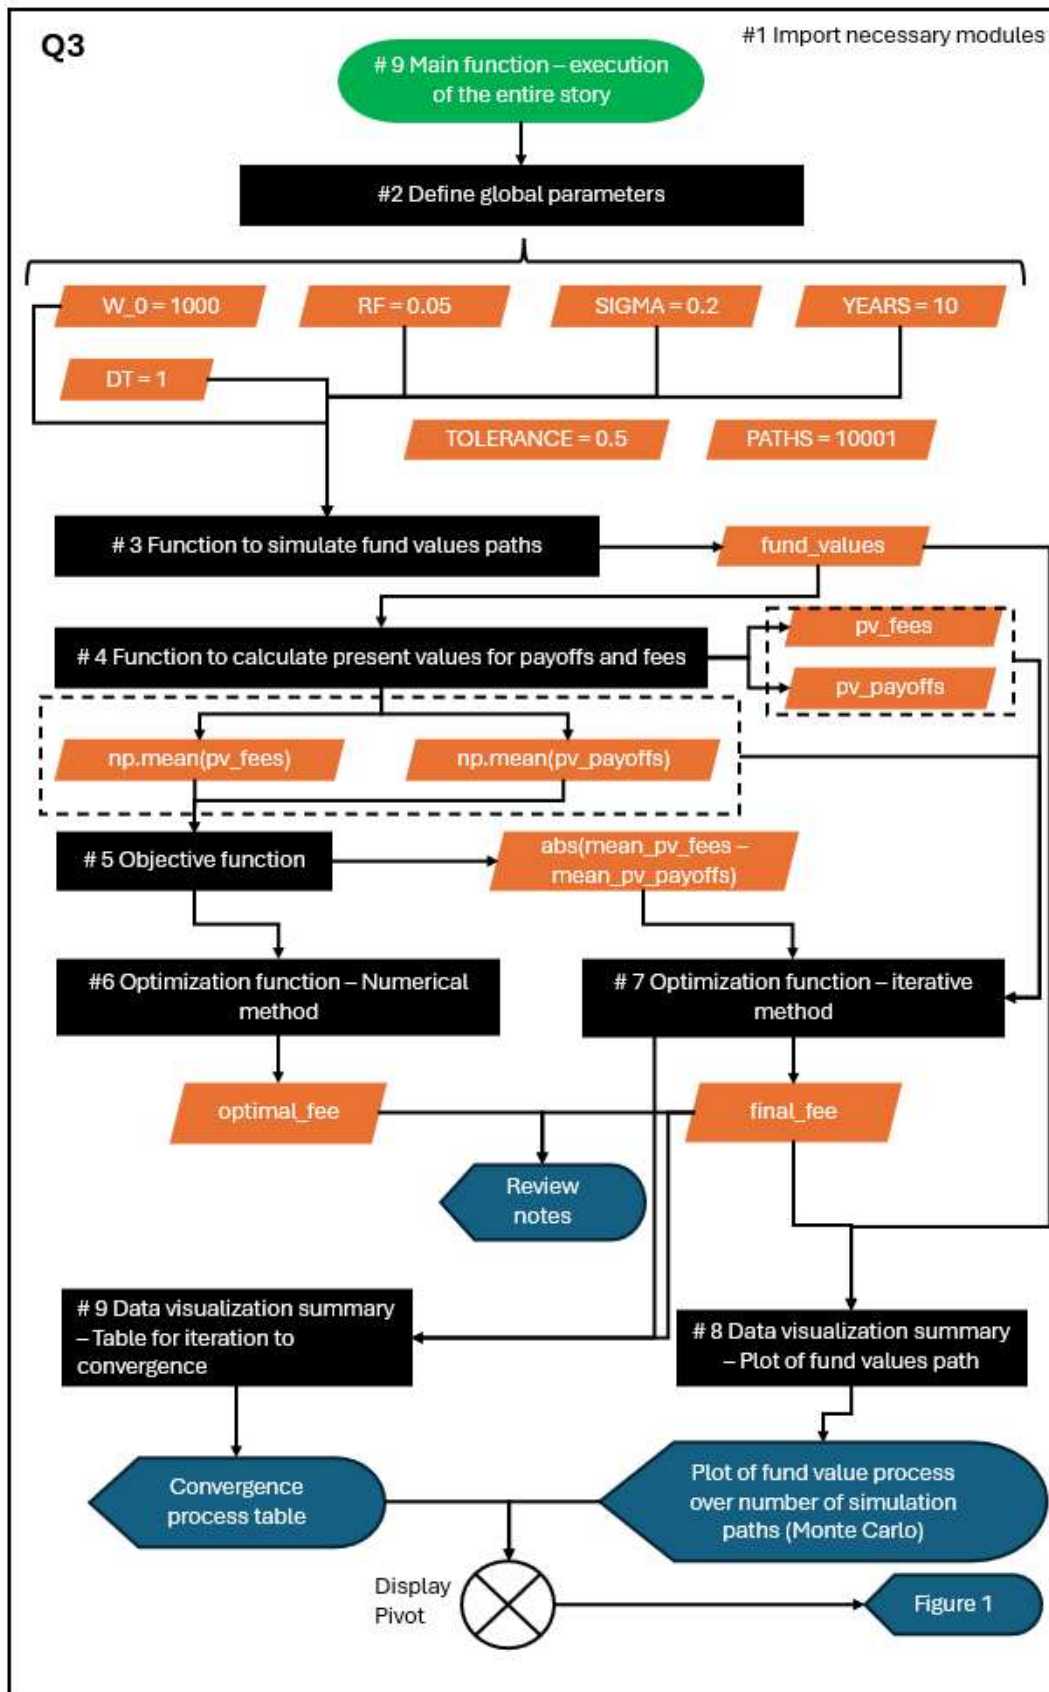 Q3
#1 Import necessary modules
# 9 Main function – execution
of the entire story
#2 Define global parameters
W_0 = 1000
RF = 0.05
SIGMA = 0.2
YEARS = 10
DT = 1
TOLERANCE = 0.5
PATHS = 10001
# 3 Function to simulate fund values paths
fund_values
# 4 Function to calculate present values for payoffs and fees
pv_fees
pv_payoffs
np.mean(pv_fees)
np.mean(pv_payoffs)
# 5 Objective function
abs(mean_pv_fees –
mean_pv_payoffs)
#6 Optimization function – Numerical
method
# 7 Optimization function – iterative
method
optimal_fee
final_fee
Review
notes
# 9 Data visualization summary
– Table for iteration to
convergence
# 8 Data visualization summary
– Plot of fund values path
Convergence
process table
Plot of fund value process
over number of simulation
paths (Monte Carlo)
Display
Pivot
Figure 1